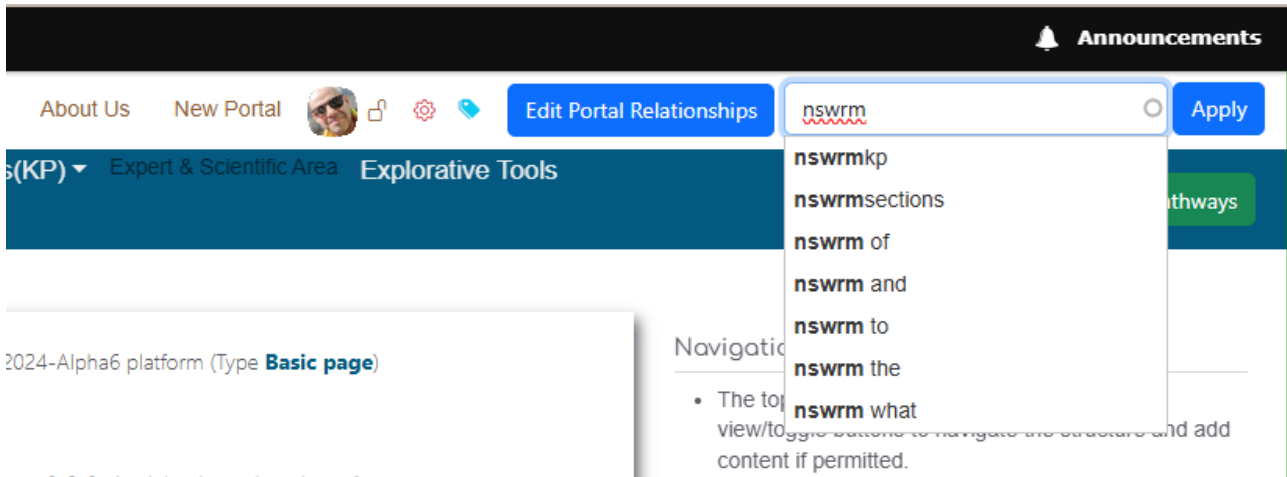 Announcements
About Us New Portal Edit Portal Relationships nswrm Apply
s(KP) Expert & Scientific Area Explorative Tools
nswrmkp
nswrmsections
thways
nswrm of
nswrm and
nswrm to
nswrm the
nswrm what
2024-Alpha6 platform (Type Basic page)
Navigatio
The top
view/toggle buttons to navigate the structure and add
content if permitted.